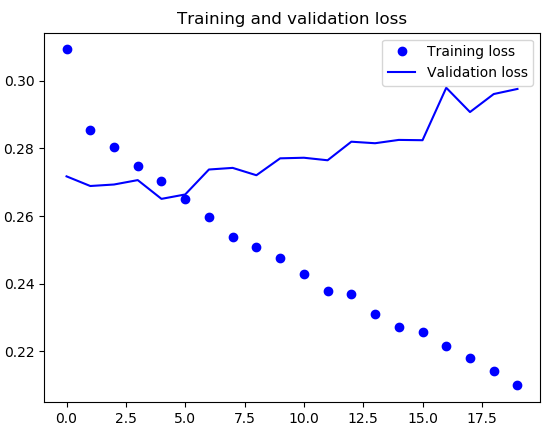 Training and validation loss
Training loss
Validation loss
0.30
0.28
0.26
0.24
0.22
0.0 2.5 5.0 7.5 10.0 12.5 15.0 17.5